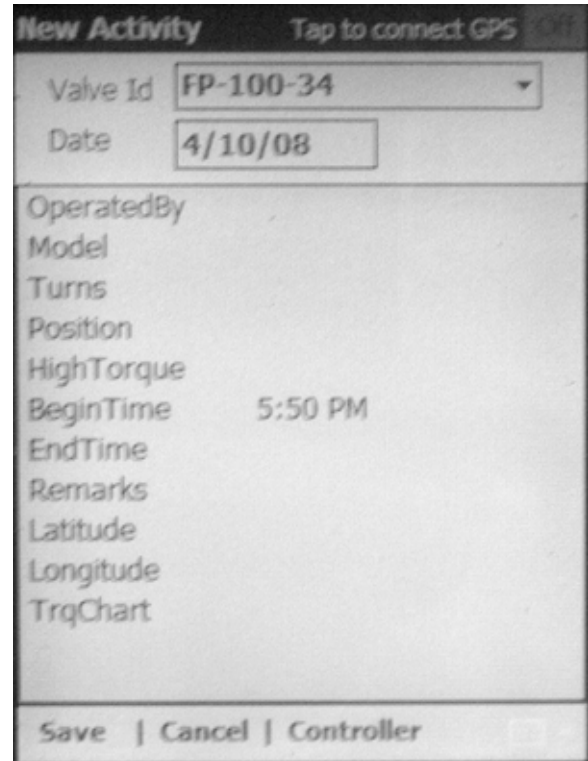 New Activity Tap to connect GPS Off
Valve Id FP-100-34
Date 4/10/08
OperatedBy
Model
Turns
Position
HighTorque
BeginTime 5:50 PM
EndTime
Remarks
Latitude
Longitude
TrqChart
Save | Cancel | Controller